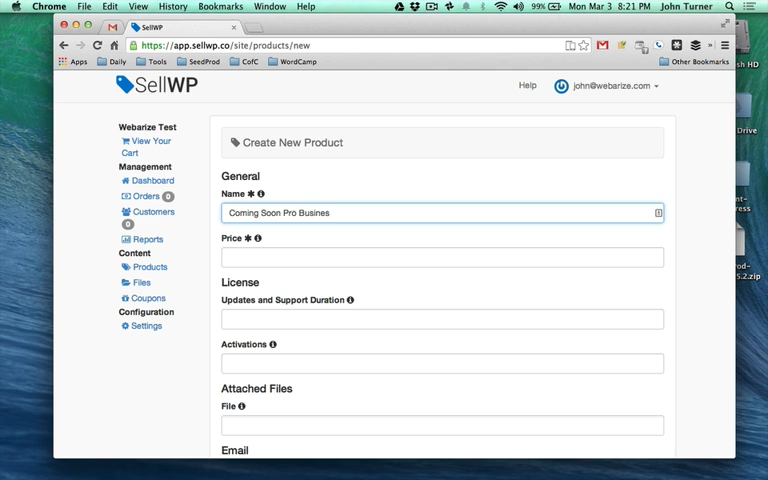 Chrome File Edit View History Bookmarks Window Help 99% Mon Mar 3 8:21 PM John Turner
SellWP
https://app.sellwp.co/site/products/new
Apps Daily Tools SeedProd CofC WordCamp Other Bookmarks
SellWP Help john@webarize.com
Webarize Test
View Your
Cart
Management
Dashboard
Orders 0
Customers
0
Reports
Content
Products
Files
Coupons
Configuration
Settings
Create New Product
General
Name
Coming Soon Pro Busines
Price
License
Updates and Support Duration
Activations
Attached Files
File
Email